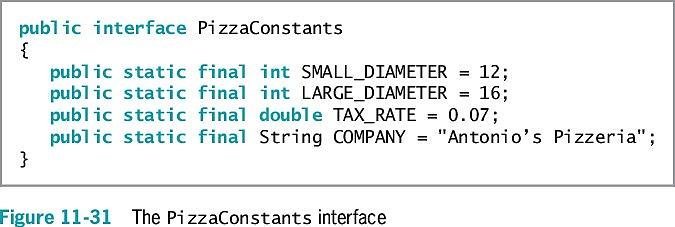 public interface PizzaConstants
{
public static final int SMALL_DIAMETER = 12;
public static final int LARGE_DIAMETER = 16;
public static final double TAX_RATE = 0.07;
public static final String COMPANY = "Antonio’s Pizzeria";
}
Figure 11-31 The PizzaConstants interface